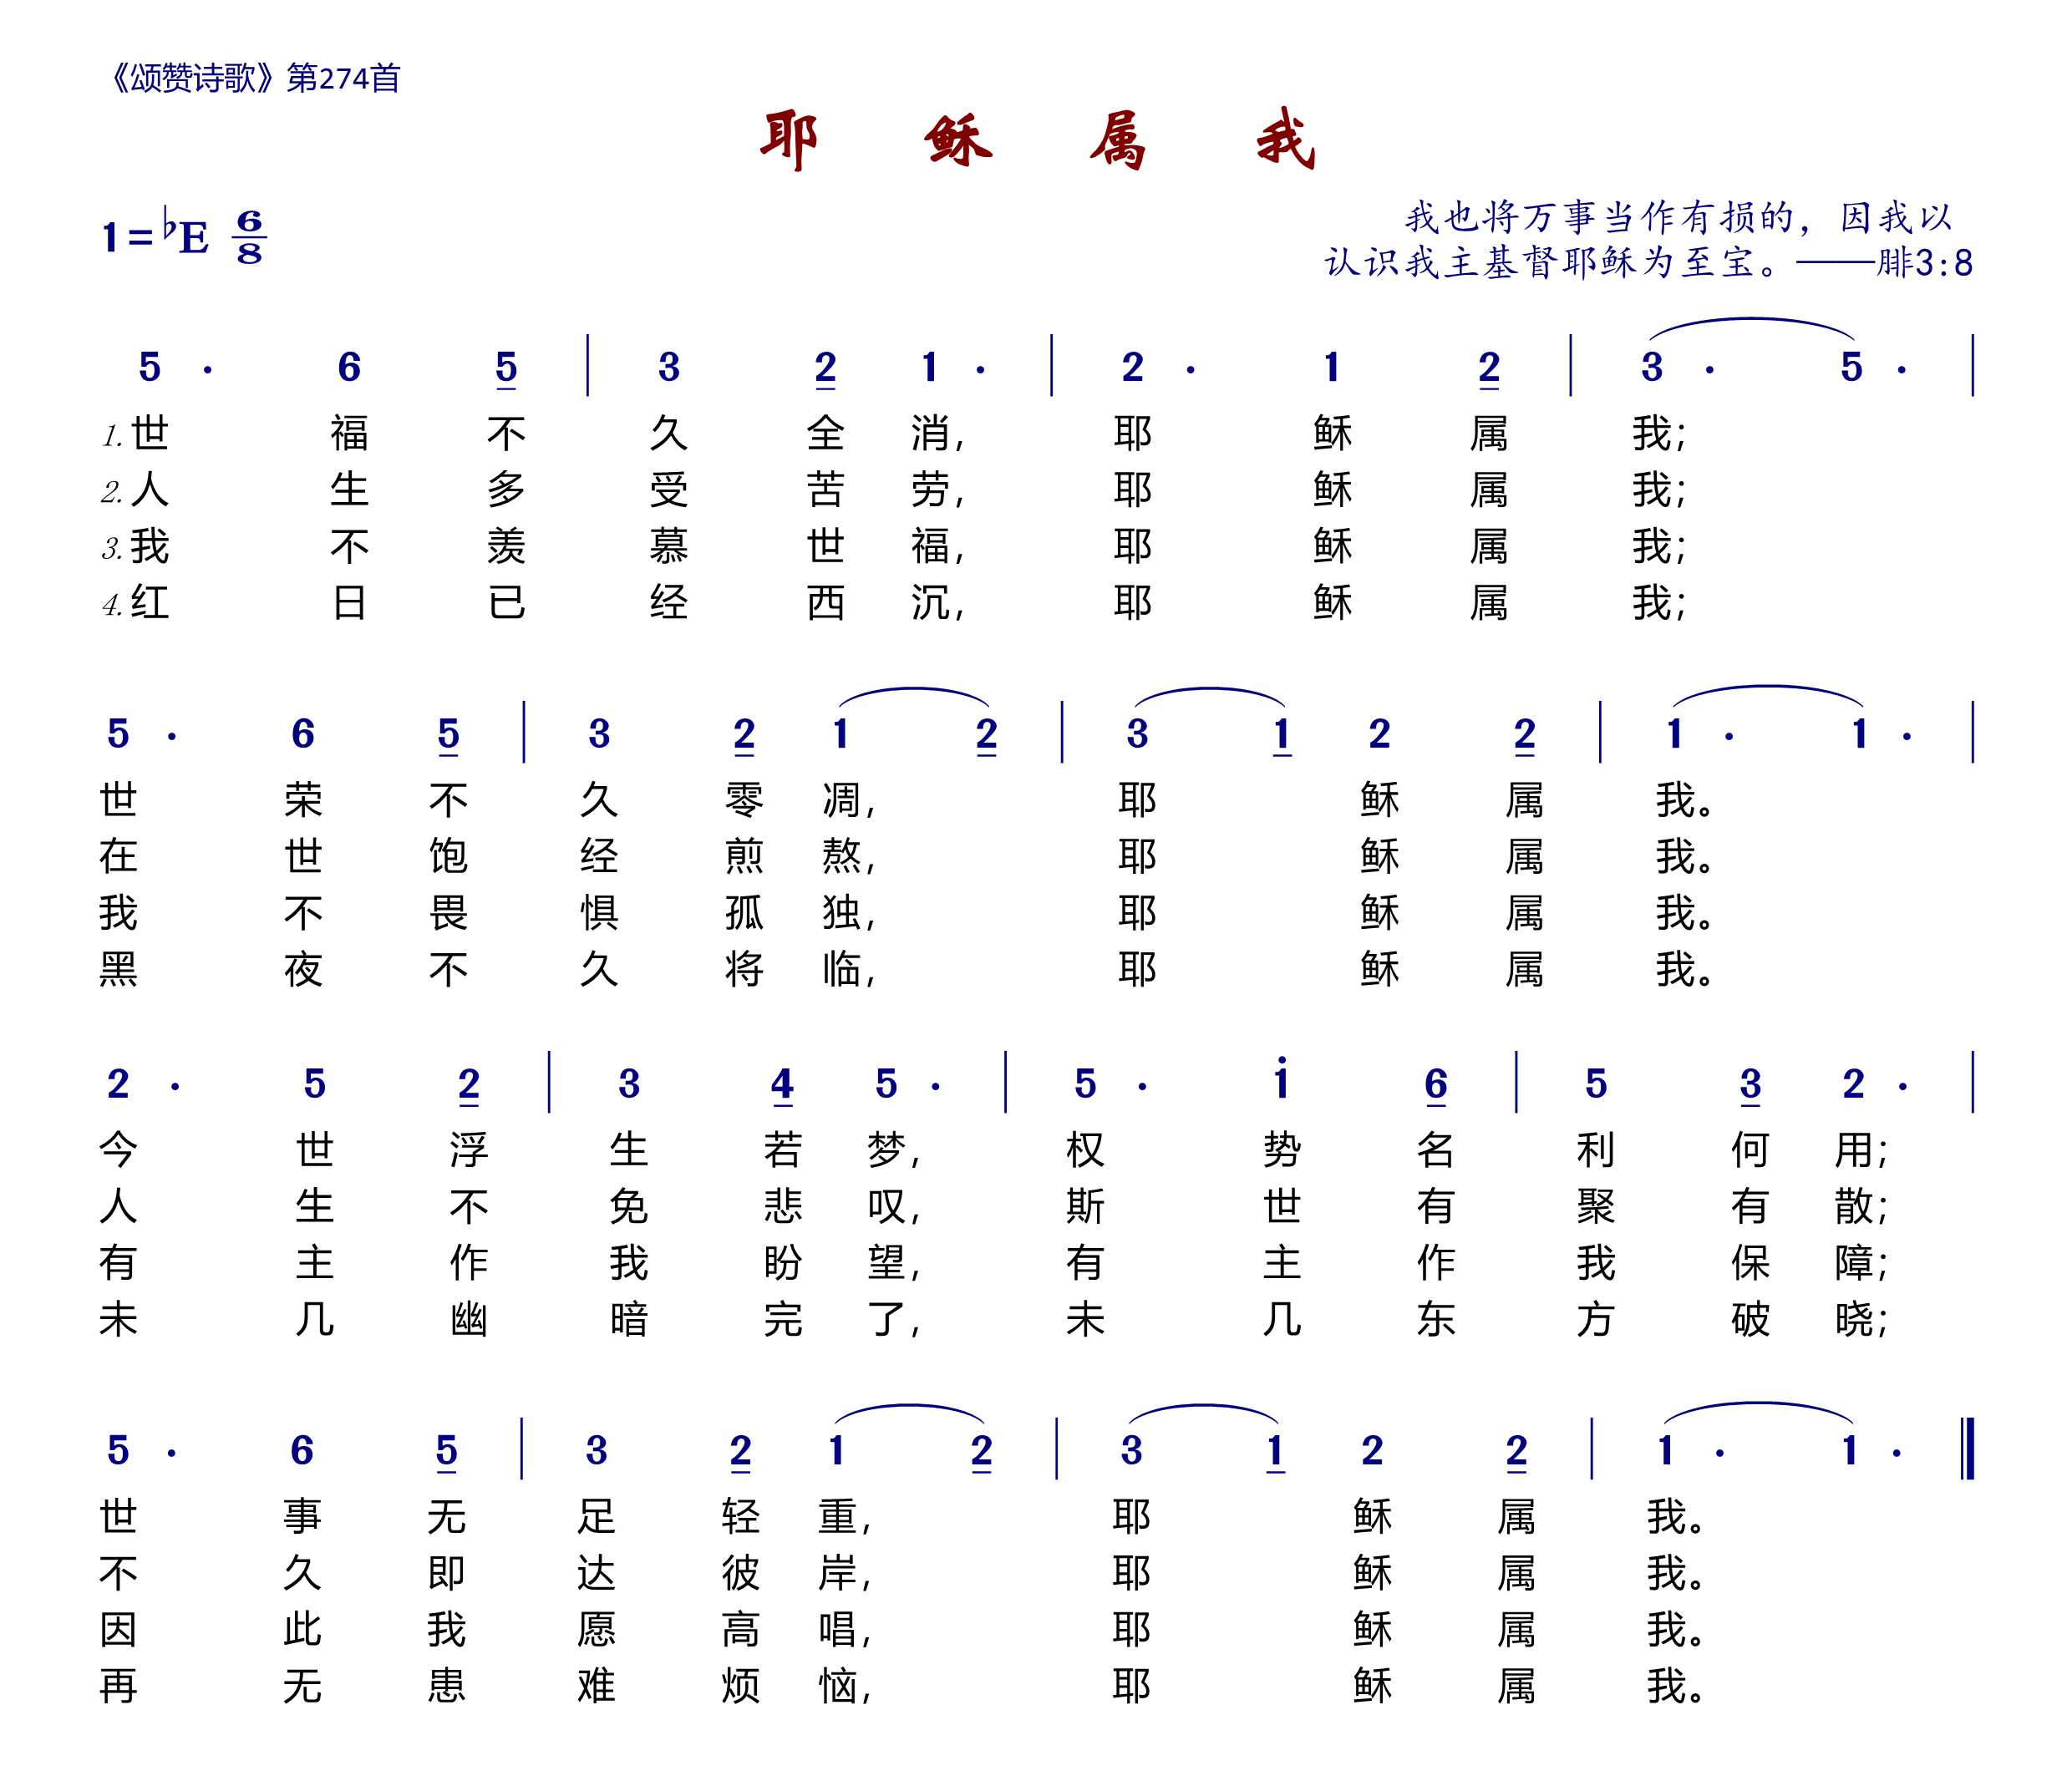 《颂赞诗歌》第274首
耶稣属我
1=♭E 6/8
我也将万事当作有损的，因我以
认识我主基督耶稣为至宝。——腓3:8
5 · 6 5 | 3 2 1 · | 2 · 1 2 | 3 · 5 · |
1.世福不久全消，耶稣属我；
2.人生多受苦劳，耶稣属我；
3.我不羡慕世福，耶稣属我；
4.红日已经西沉，耶稣属我；
5 · 6 5 | 3 2 1 2 | 3 1 2 2 | 1 · 1 · |
世荣不久零凋，耶稣属我。
在世饱经煎熬，耶稣属我。
我不畏惧孤独，耶稣属我。
黑夜不久将临，耶稣属我。
2 · 5 2 | 3 4 5 · | 5 · i 6 | 5 3 2 · |
今世浮生若梦，权势名利何用；
人生不免悲叹，斯世有聚有散；
有主作我盼望，有主作我保障；
未几幽暗完了，未几东方破晓；
5 · 6 5 | 3 2 1 2 | 3 1 2 2 | 1 · 1 · ||
世事无足轻重，耶稣属我。
不久即达彼岸，耶稣属我。
因此我愿高唱，耶稣属我。
再无患难烦恼，耶稣属我。